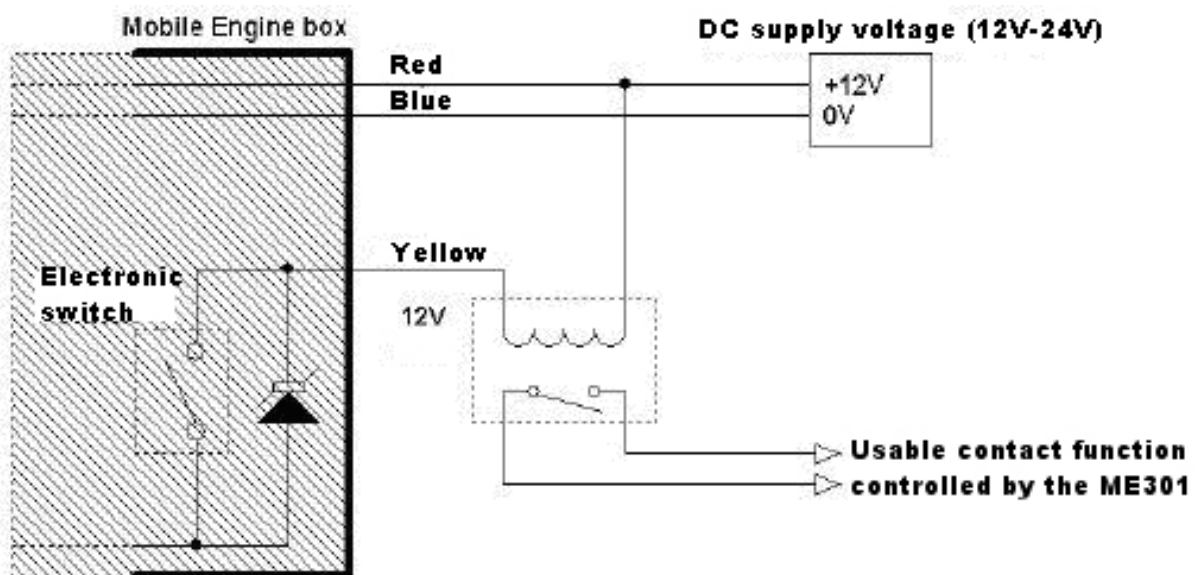 Mobile Engine box
DC supply voltage (12V-24V)
Red
+12V
Blue
0V
Yellow
Electronic
switch
12V
Usable contact function
controlled by the ME301